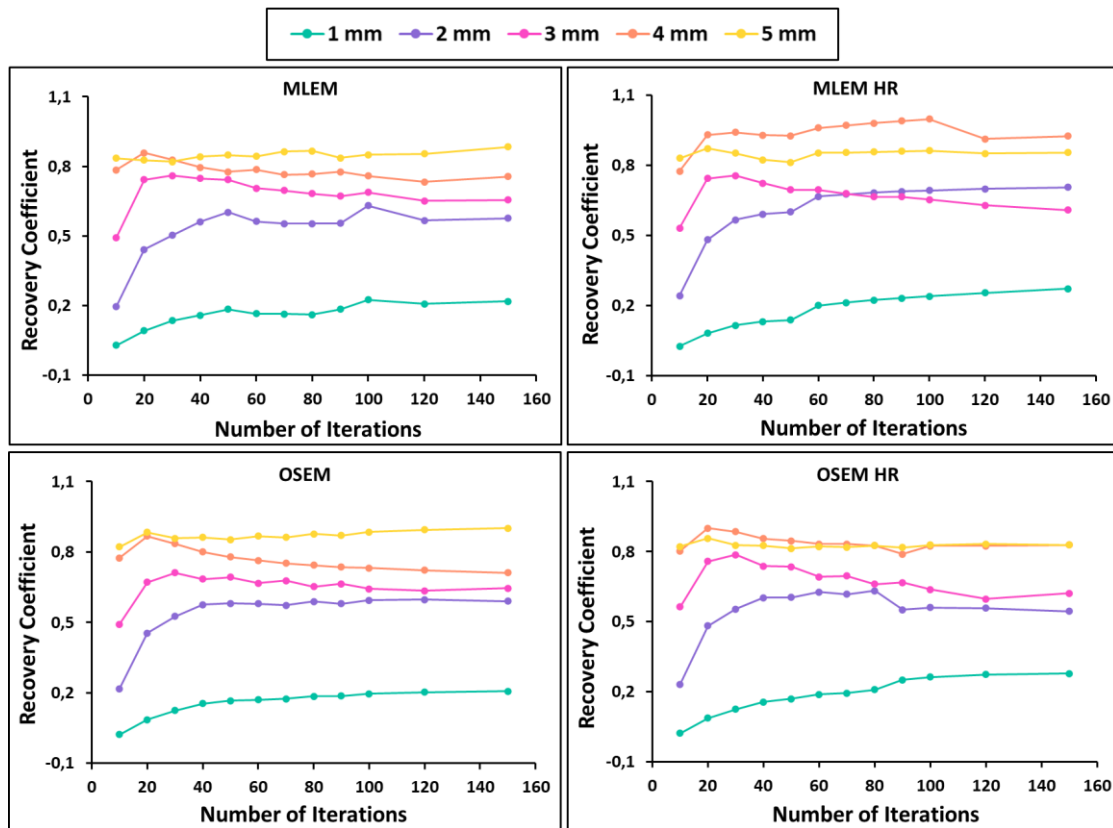 1 mm 2 mm 3 mm 4 mm 5 mm
MLEM
1,1
0,8
0,5
0,2
-0,1
Recovery Coefficient
0 20 40 60 80 100 120 140 160
Number of Iterations
MLEM HR
1,1
0,8
0,5
0,2
-0,1
Recovery Coefficient
0 20 40 60 80 100 120 140 160
Number of Iterations
OSEM
1,1
0,8
0,5
0,2
-0,1
Recovery Coefficient
0 20 40 60 80 100 120 140 160
Number of Iterations
OSEM HR
1,1
0,8
0,5
0,2
-0,1
Recovery Coefficient
0 20 40 60 80 100 120 140 160
Number of Iterations